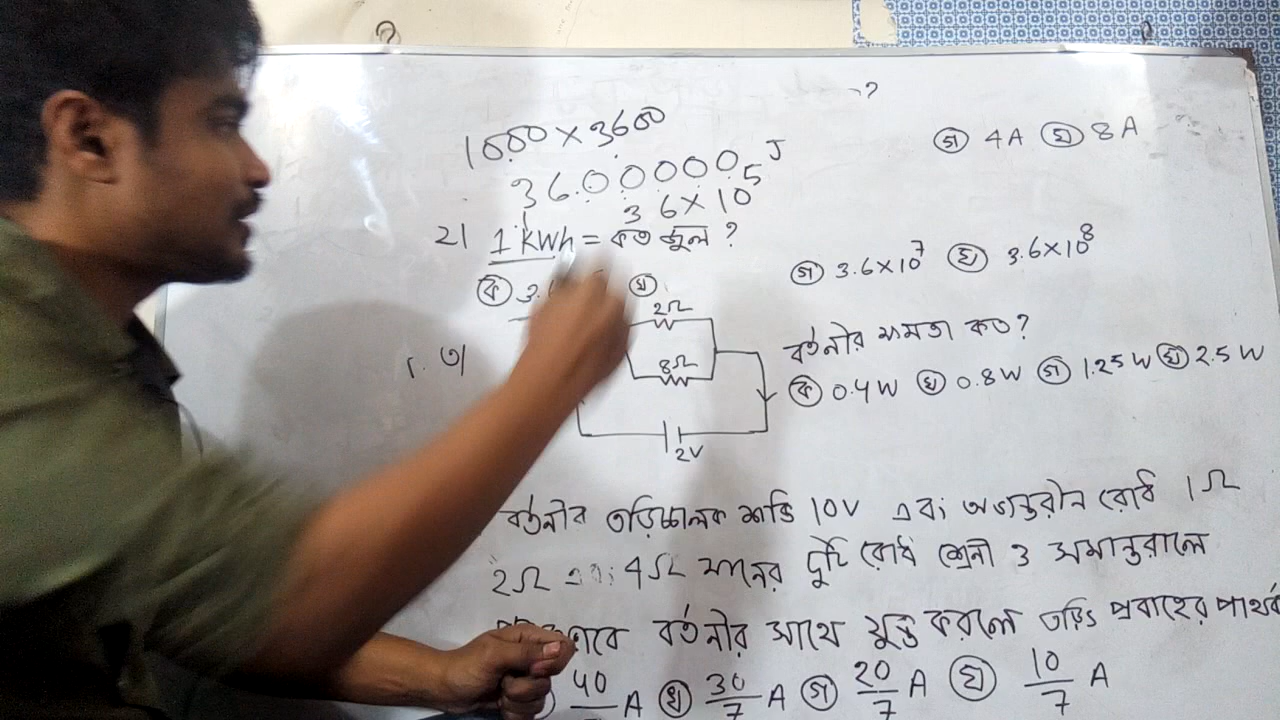 ?
1000×3600
ⓖ 4A ⓘ 8A
3600000 J
36×10⁵
২। 1 kWh = কত জুল ?
ⓚ 3. ঘ
গ 3.6×10⁷ ঘ 3.6×10⁸
2Ω
৩।
8Ω
2V
বর্তনীর ক্ষমতা কত?
ক 0.4W খ 0.8W গ 1.25W ঘ 2.5W
বর্তনীর তড়িচ্চালক শক্তি 10V এবং অভ্যন্তরীন রোধ 1Ω
2Ω এবং 4Ω মানের দুটি রোধ শ্রেনী ও সমান্তরালে
বর্তনীর সাথে যুক্ত করলে তড়িৎ প্রবাহের পার্থক্য
40/ A খ 30/7 A গ 20/7 A ঘ 10/7 A